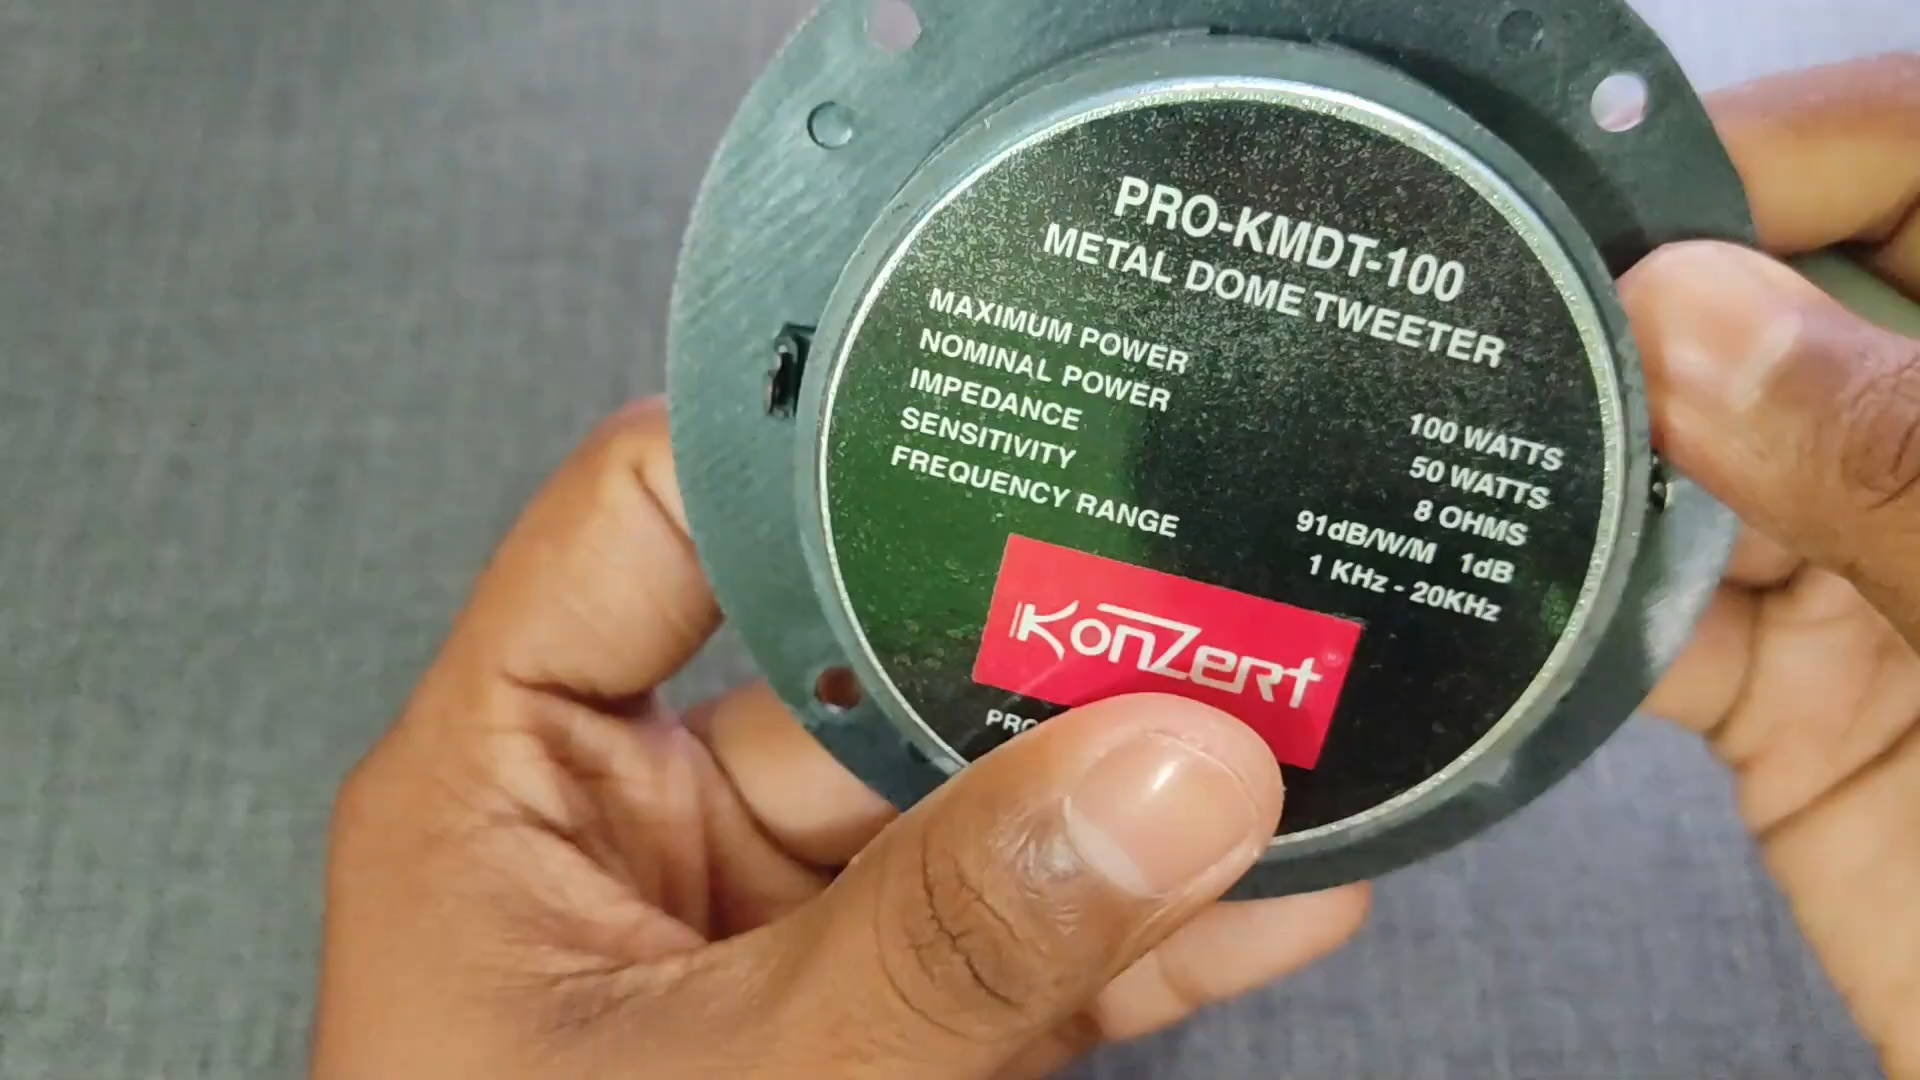 PRO-KMDT-100
METAL DOME TWEETER
MAXIMUM POWER 100 WATTS
NOMINAL POWER 50 WATTS
IMPEDANCE 8 OHMS
SENSITIVITY 91dB/W/M 1dB
FREQUENCY RANGE 1 KHz - 20KHz
KonZert